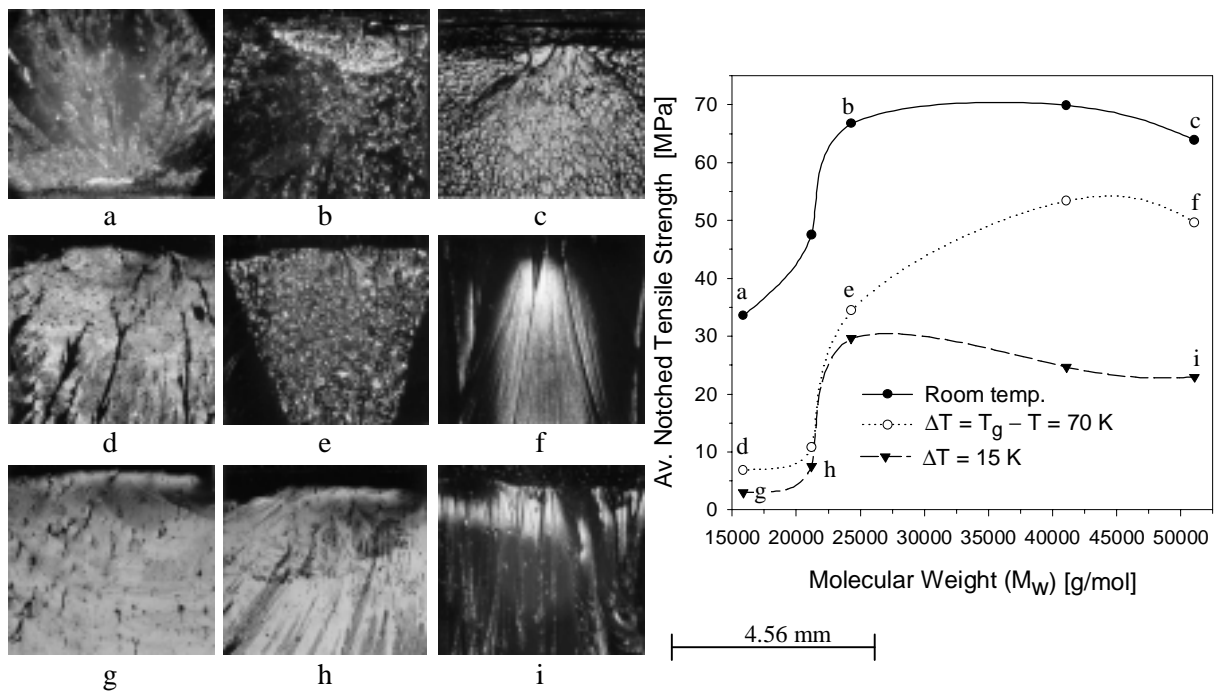 a b c
d e f
g h i
Av. Notched Tensile Strength [MPa]
70
60
50
40
30
20
10
0
a
b
c
d
e
f
g
h
i
Room temp.
ΔT = Tg – T = 70 K
ΔT = 15 K
15000 20000 25000 30000 35000 40000 45000 50000
Molecular Weight (MW) [g/mol]
4.56 mm